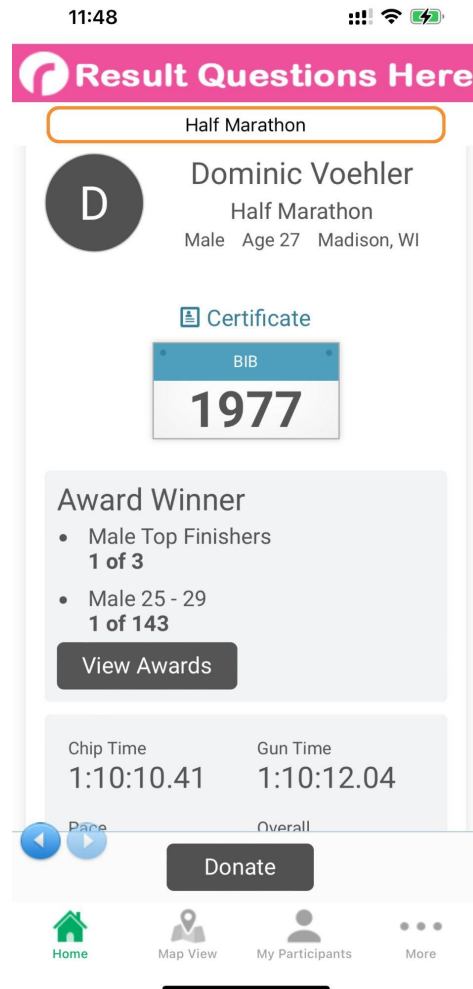 11:48
Result Questions Here
Half Marathon
D
Dominic Voehler
Half Marathon
Male Age 27 Madison, WI
Certificate
BIB
1977
Award Winner
• Male Top Finishers
1 of 3
• Male 25 - 29
1 of 143
View Awards
Chip Time Gun Time
1:10:10.41 1:10:12.04
Pace Overall
Donate
Home Map View My Participants More